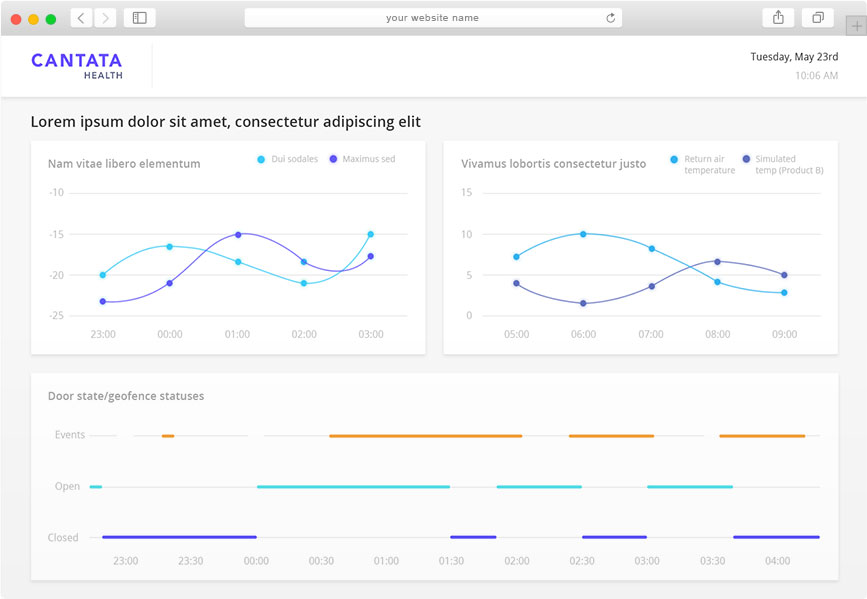 your website name
CANTATA
HEALTH
Tuesday, May 23rd
10:06 AM
Lorem ipsum dolor sit amet, consectetur adipiscing elit
Nam vitae libero elementum
Dul sodales
Maximus sed
-10
-15
-20
-25
23:00 00:00 01:00 02:00 03:00
Vivamus lobortis consectetur justo
Return air
temperature
Simulated
temp (Product B)
15
10
5
0
05:00 06:00 07:00 08:00 09:00
Door state/geofence statuses
Events
Open
Closed
23:00 23:30 00:00 00:30 01:00 01:30 02:00 02:30 03:00 03:30 04:00